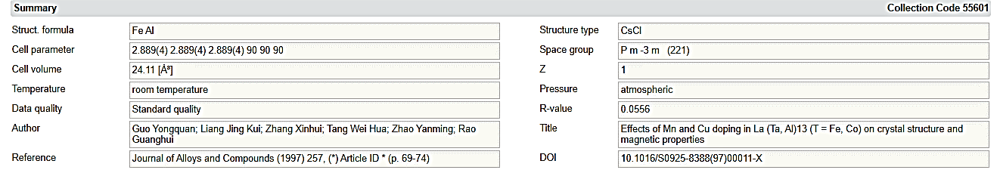 Summary Collection Code 55601
Struct. formula Fe Al Structure type CsCl
Cell parameter 2.889(4) 2.889(4) 2.889(4) 90 90 90 Space group P m -3 m (221)
Cell volume 24.11 [Å³] Z 1
Temperature room temperature Pressure atmospheric
Data quality Standard quality R-value 0.0556
Author Guo Yongquan; Liang Jing Kui; Zhang Xinhui; Tang Wei Hua; Zhao Yanming; Rao Guanghui Title Effects of Mn and Cu doping in La (Ta, Al)13 (T = Fe, Co) on crystal structure and magnetic properties
Reference Journal of Alloys and Compounds (1997) 257, (*) Article ID * (p. 69-74) DOI 10.1016/S0925-8388(97)00011-X